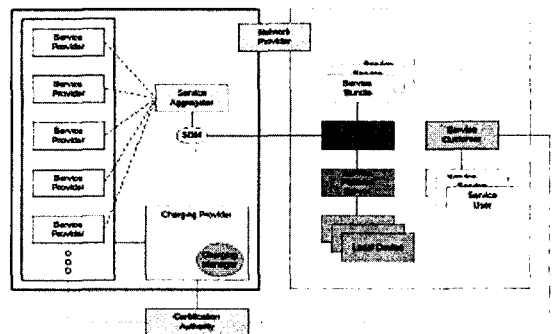 Network
Provider
Service
Provider
Service
Provider
Service
Provider
Service
Provider
Service
Provider
Service
Aggregator
SDM
Charging Provider
Charging
Manager
Certification
Authority
Service
Bundle
Service
Customer
Service
User
Local Device